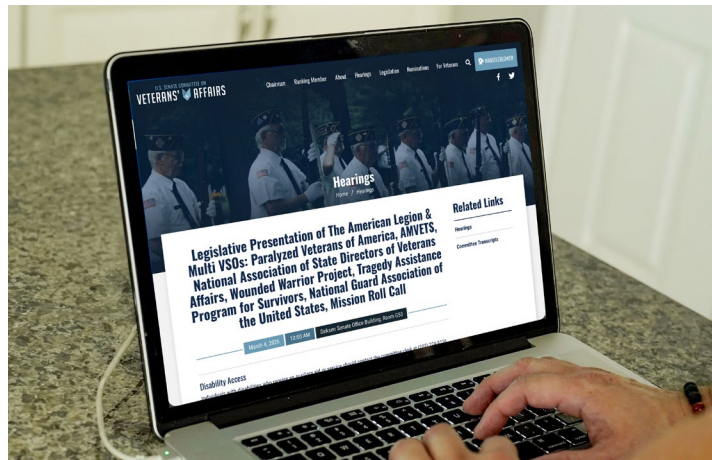 U.S. SENATE COMMITTEE ON
VETERANS' AFFAIRS
Chairman Ranking Member About Hearings Legislation Nominations For Veterans
Hearings
Home / Hearings
Legislative Presentation of The American Legion &
Multi VSOs: Paralyzed Veterans of America, AMVETS,
National Association of State Directors of Veterans
Affairs, Wounded Warrior Project, Tragedy Assistance
Program for Survivors, National Guard Association of
the United States, Mission Roll Call
March 4, 2026 10:00 AM Dirksen Senate Office Building, Room G50
Related Links
Hearings
Committee Transcripts
Disability Access